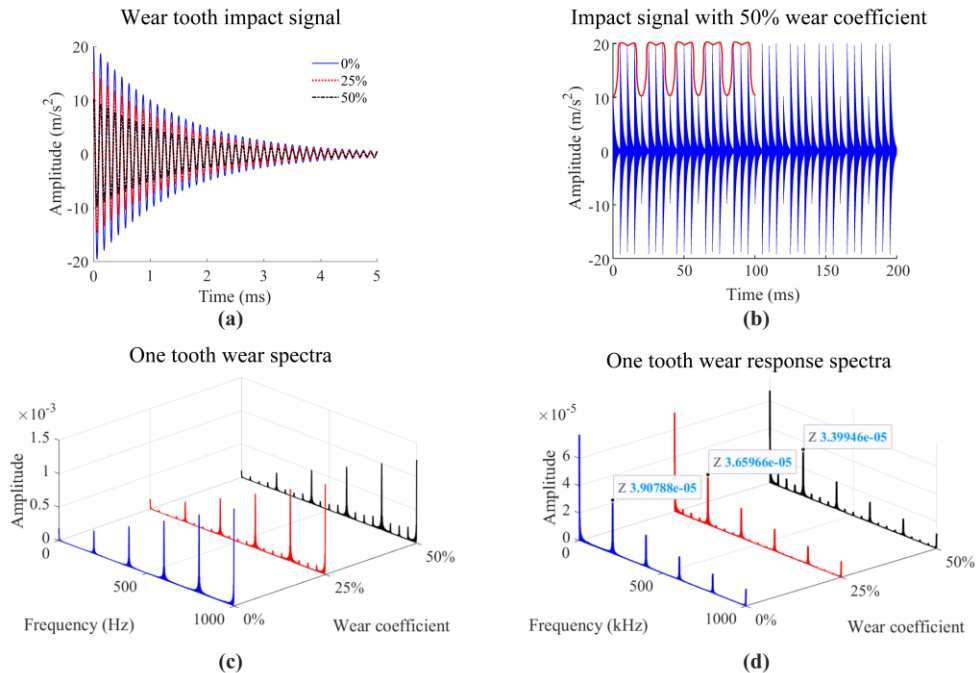 Wear tooth impact signal
20
10
0
-10
-20
Amplitude (m/s²)
0%
25%
50%
0 1 2 3 4 5
Time (ms)
(a)
Impact signal with 50% wear coefficient
20
10
0
-10
-20
Amplitude (m/s²)
0 50 100 150 200
Time (ms)
(b)
One tooth wear spectra
×10⁻³
1.5
1
0.5
0
Amplitude
0
500
1000
Frequency (Hz)
0%
25%
50%
Wear coefficient
(c)
One tooth wear response spectra
×10⁻⁵
6
4
2
0
Amplitude
Z 3.90788e-05
Z 3.65966e-05
Z 3.39946e-05
0
500
1000
Frequency (kHz)
0%
25%
50%
Wear coefficient
(d)